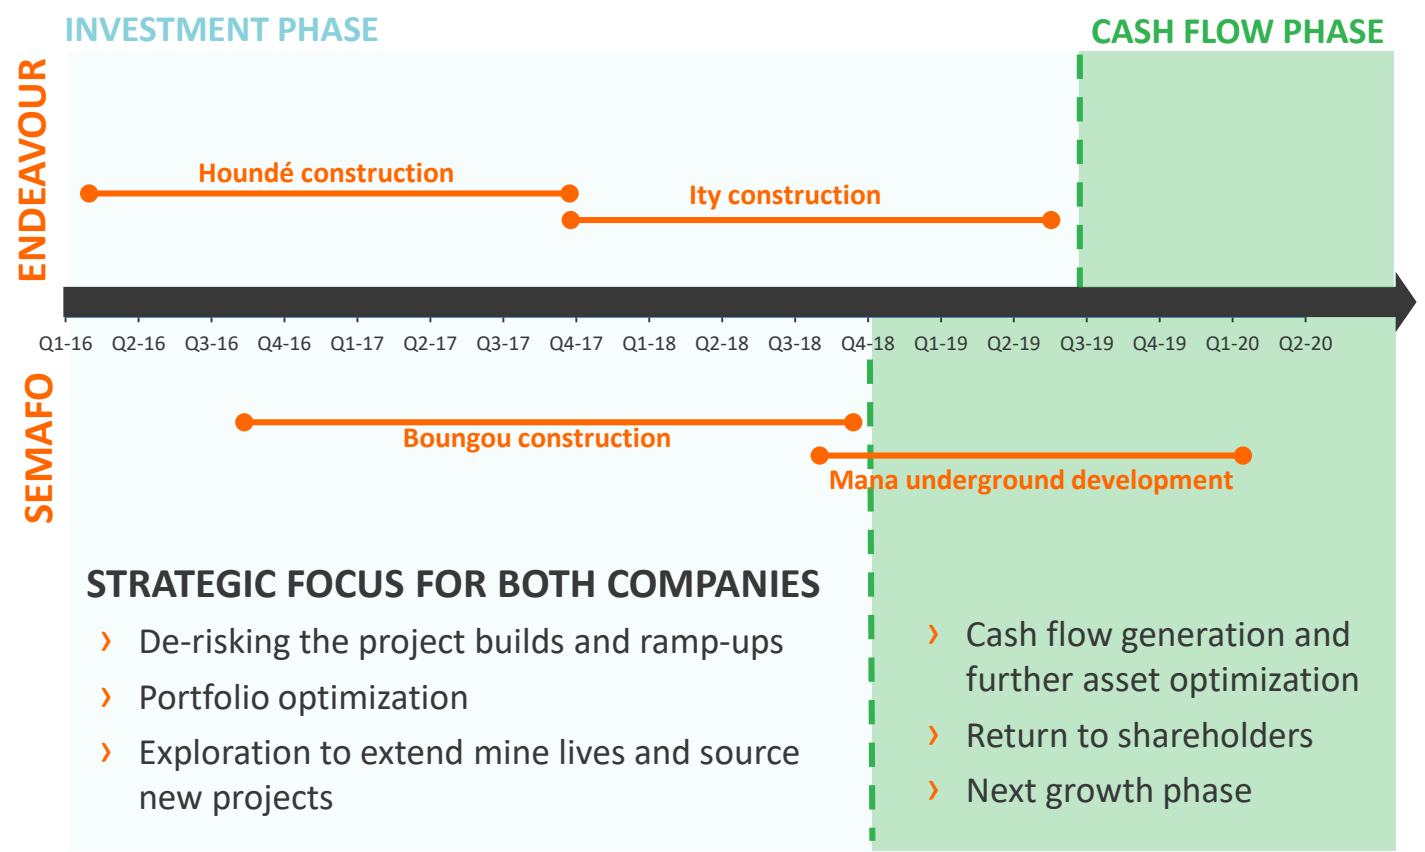 INVESTMENT PHASE
CASH FLOW PHASE
ENDEAVOUR
Houndé construction
Ity construction
Q1-16 Q2-16 Q3-16 Q4-16 Q1-17 Q2-17 Q3-17 Q4-17 Q1-18 Q2-18 Q3-18 Q4-18 Q1-19 Q2-19 Q3-19 Q4-19 Q1-20 Q2-20
SEMAFO
Boungou construction
Mana underground development
STRATEGIC FOCUS FOR BOTH COMPANIES
› De-risking the project builds and ramp-ups
› Portfolio optimization
› Exploration to extend mine lives and source
new projects
› Cash flow generation and
further asset optimization
› Return to shareholders
› Next growth phase